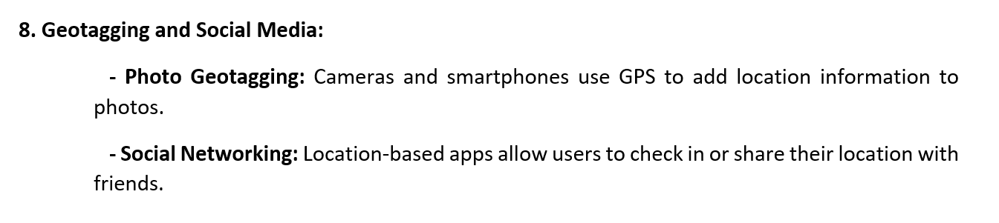 8. Geotagging and Social Media:
- Photo Geotagging: Cameras and smartphones use GPS to add location information to
photos.
- Social Networking: Location-based apps allow users to check in or share their location with
friends.